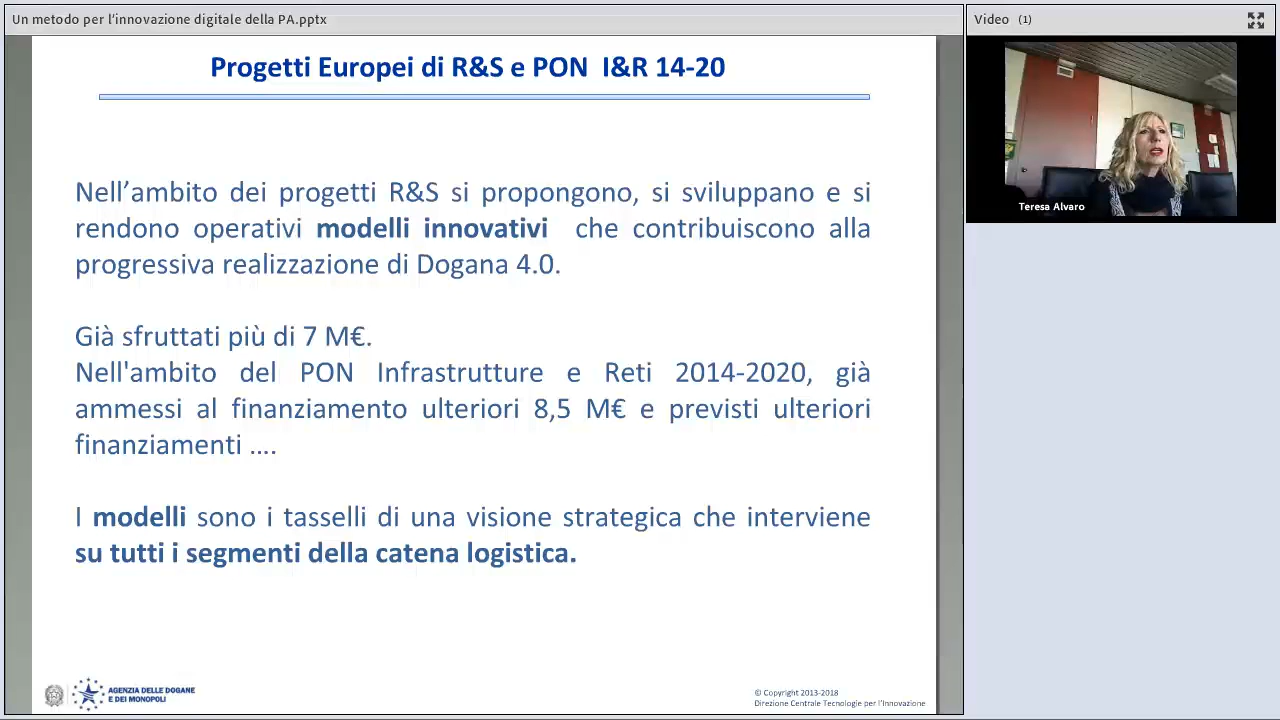 Un metodo per l'innovazione digitale della PA.pptx
Video (1)
Progetti Europei di R&S e PON I&R 14-20
Nell'ambito dei progetti R&S si propongono, si sviluppano e si
rendono operativi modelli innovativi che contribuiscono alla
progressiva realizzazione di Dogana 4.0.
Già sfruttati più di 7 M€.
Nell'ambito del PON Infrastrutture e Reti 2014-2020, già
ammessi al finanziamento ulteriori 8,5 M€ e previsti ulteriori
finanziamenti ....
I modelli sono i tasselli di una visione strategica che interviene
su tutti i segmenti della catena logistica.
AGENZIA DELLE DOGANE
E DEI MONOPOLI
© Copyright 2013-2018
Direzione Centrale Tecnologie per l'Innovazione
Teresa Alvaro